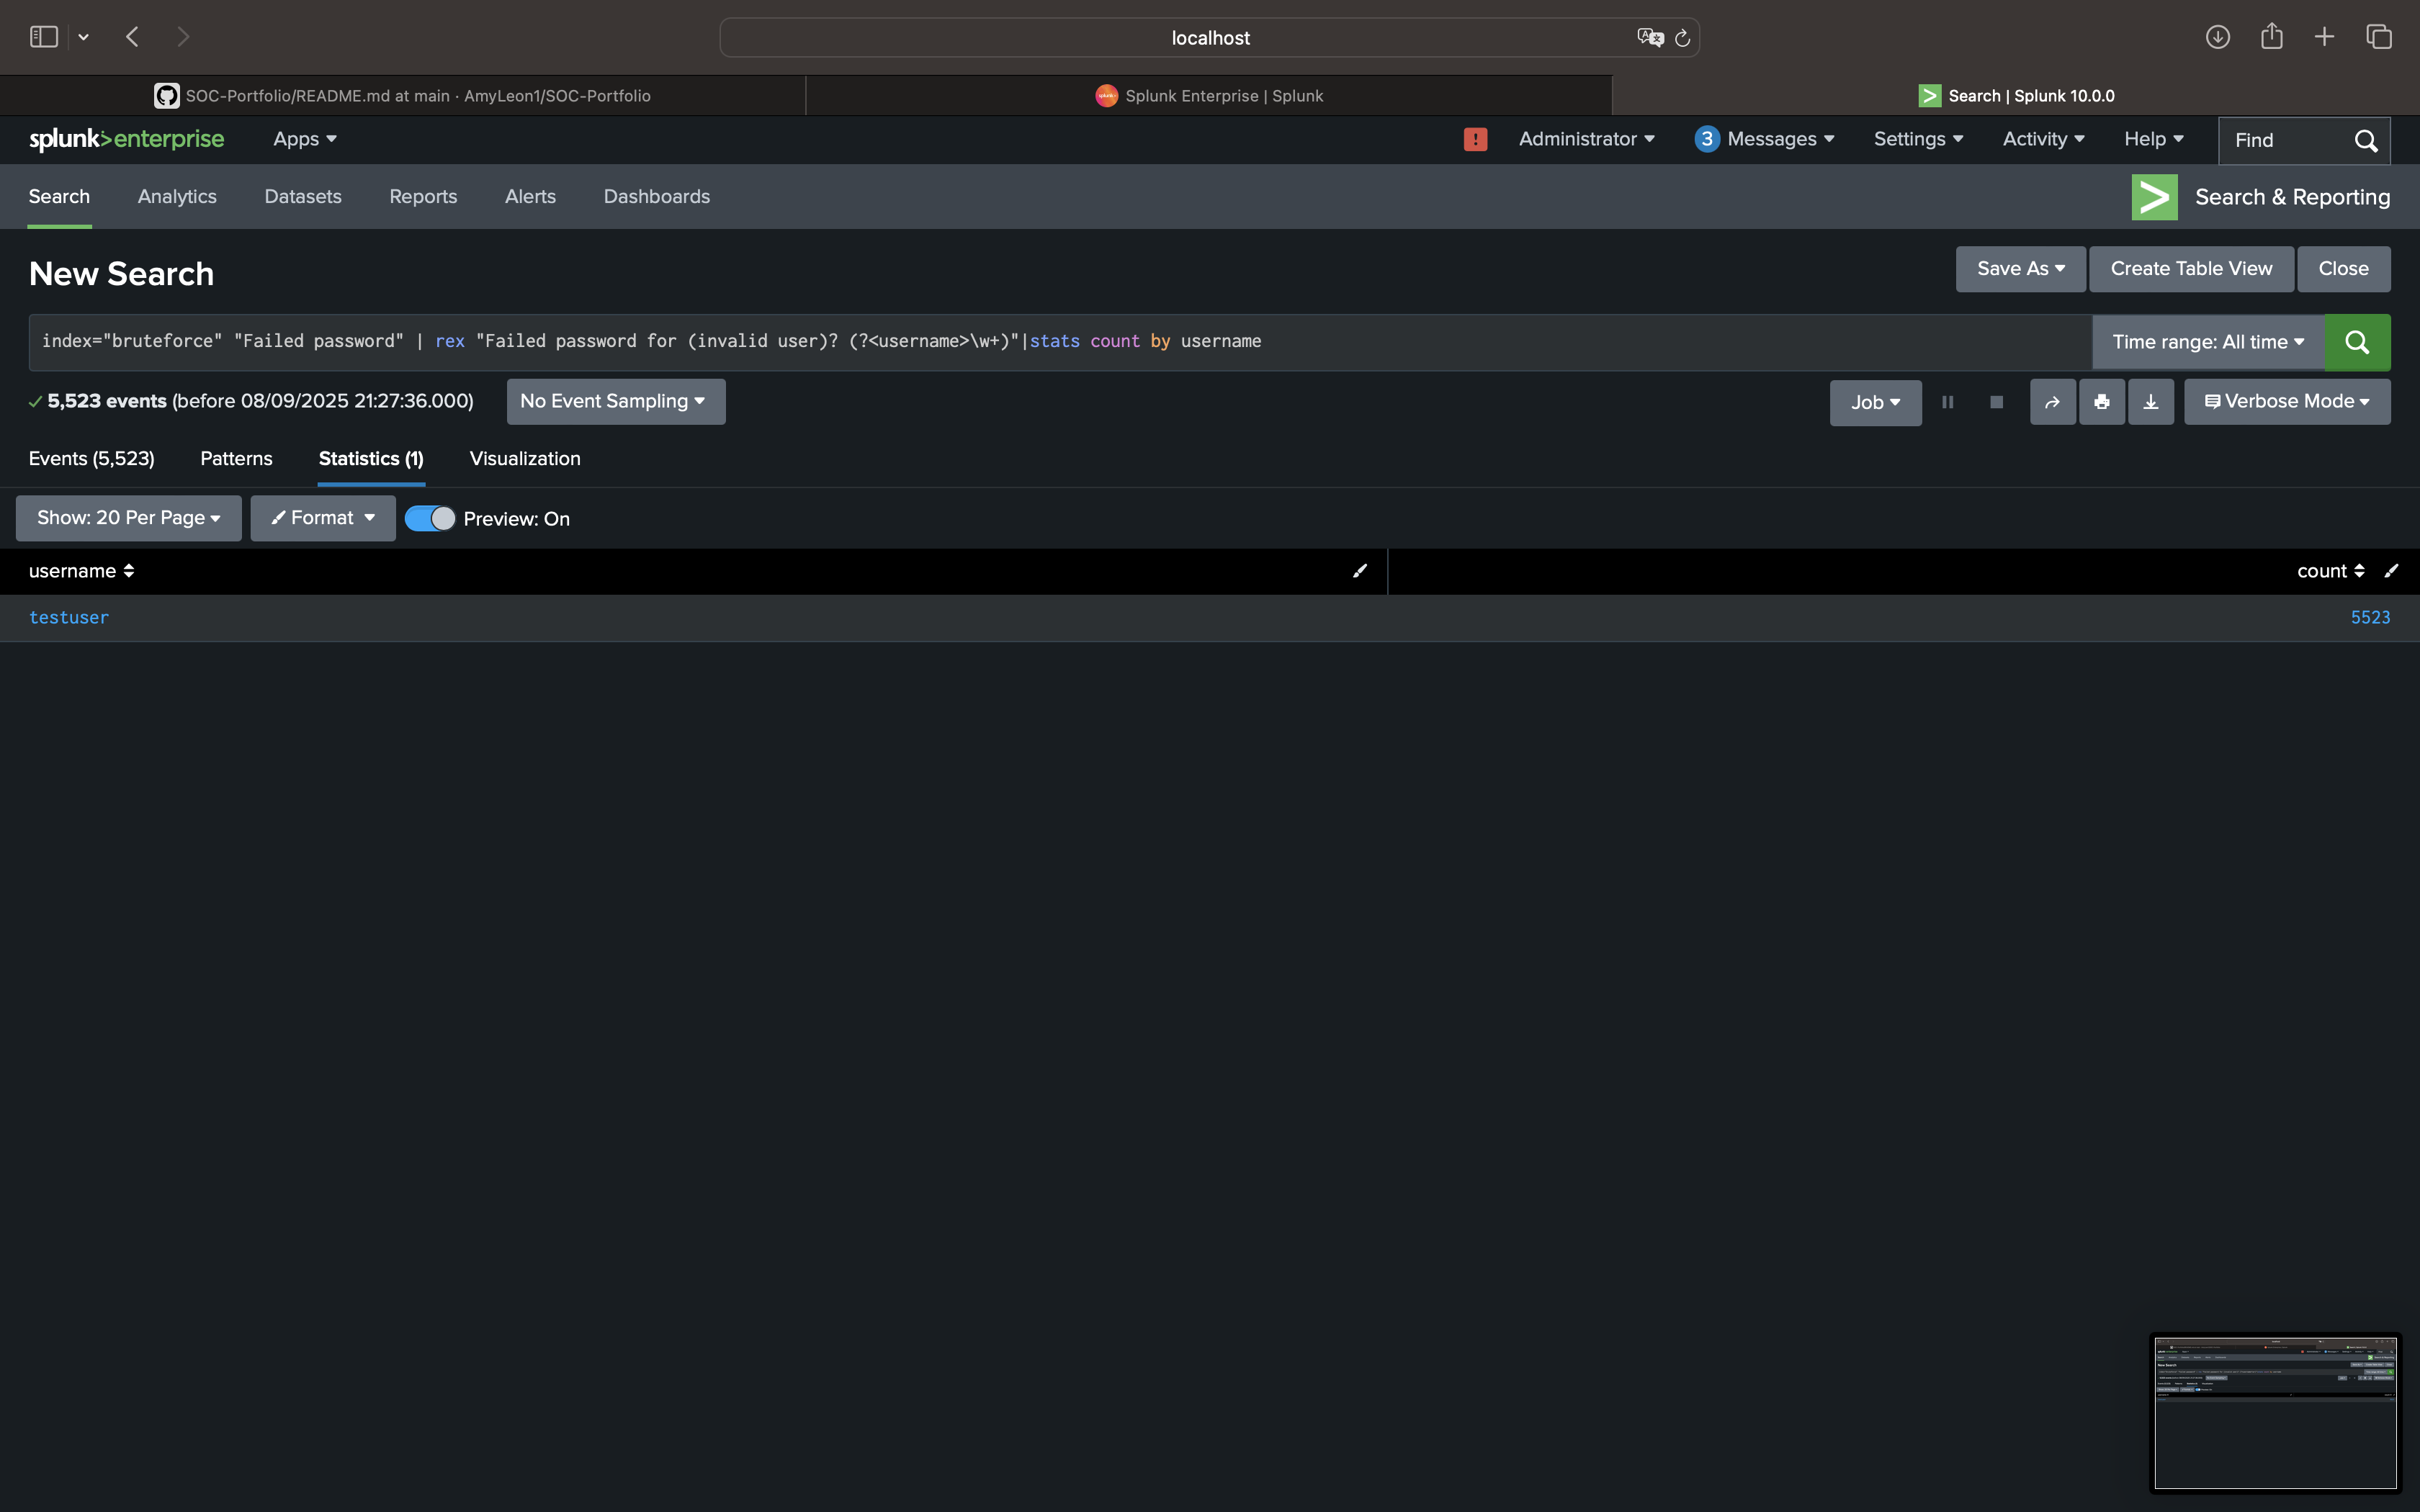 localhost
SOC-Portfolio/README.md at main · AmyLeon1/SOC-Portfolio
Splunk Enterprise | Splunk
Search | Splunk 10.0.0
splunk>enterprise Apps
! Administrator 3 Messages Settings Activity Help Find
Search Analytics Datasets Reports Alerts Dashboards
Search & Reporting
New Search
Save As Create Table View Close
index="bruteforce" "Failed password" | rex "Failed password for (invalid user)? (?<username>\w+)"|stats count by username
Time range: All time
5,523 events (before 08/09/2025 21:27:36.000) No Event Sampling
Job Verbose Mode
Events (5,523) Patterns Statistics (1) Visualization
Show: 20 Per Page Format Preview: On
username count
testuser 5523